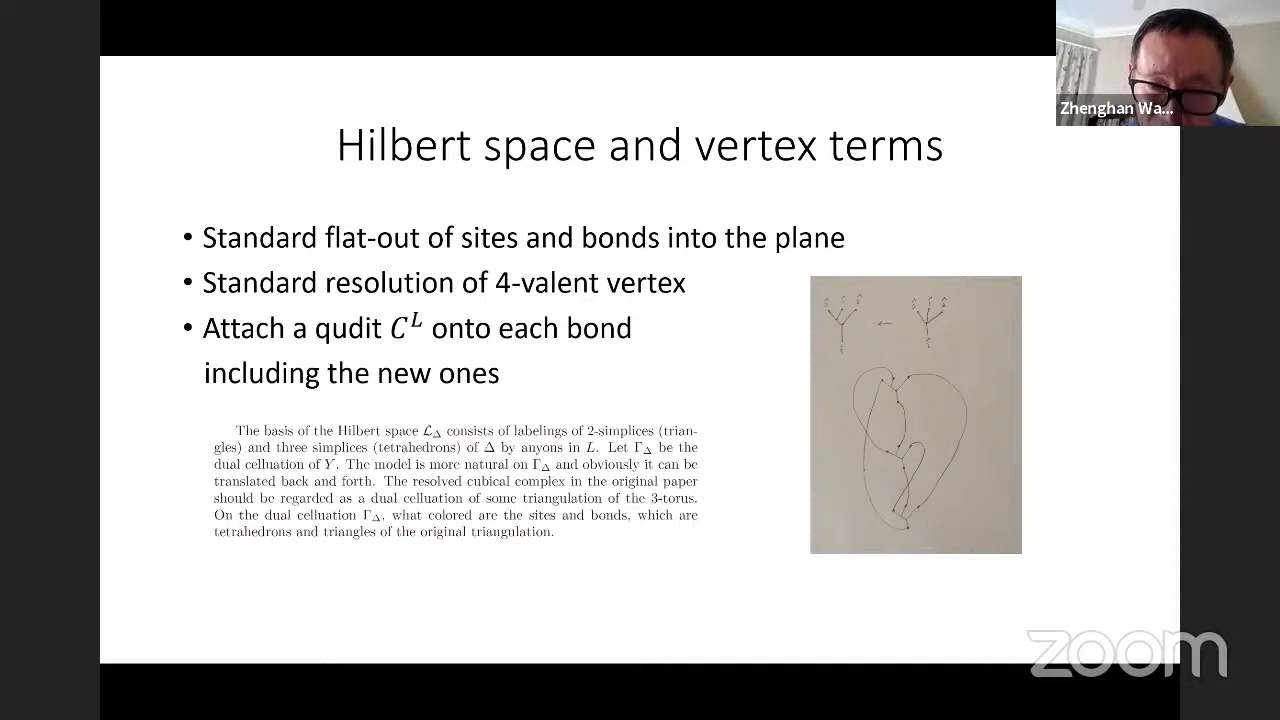 Zhenghan Wa...
Hilbert space and vertex terms
• Standard flat-out of sites and bonds into the plane
• Standard resolution of 4-valent vertex
• Attach a qudit C^L onto each bond
including the new ones
The basis of the Hilbert space ℒ_Δ consists of labelings of 2-simplices (trian-
gles) and three simplices (tetrahedrons) of Δ by anyons in L. Let Γ_Δ be the
dual celluation of Y. The model is more natural on Γ_Δ and obviously it can be
translated back and forth. The resolved cubical complex in the original paper
should be regarded as a dual celluation of some triangulation of the 3-torus.
On the dual celluation Γ_Δ, what colored are the sites and bonds, which are
tetrahedrons and triangles of the original triangulation.
zoom